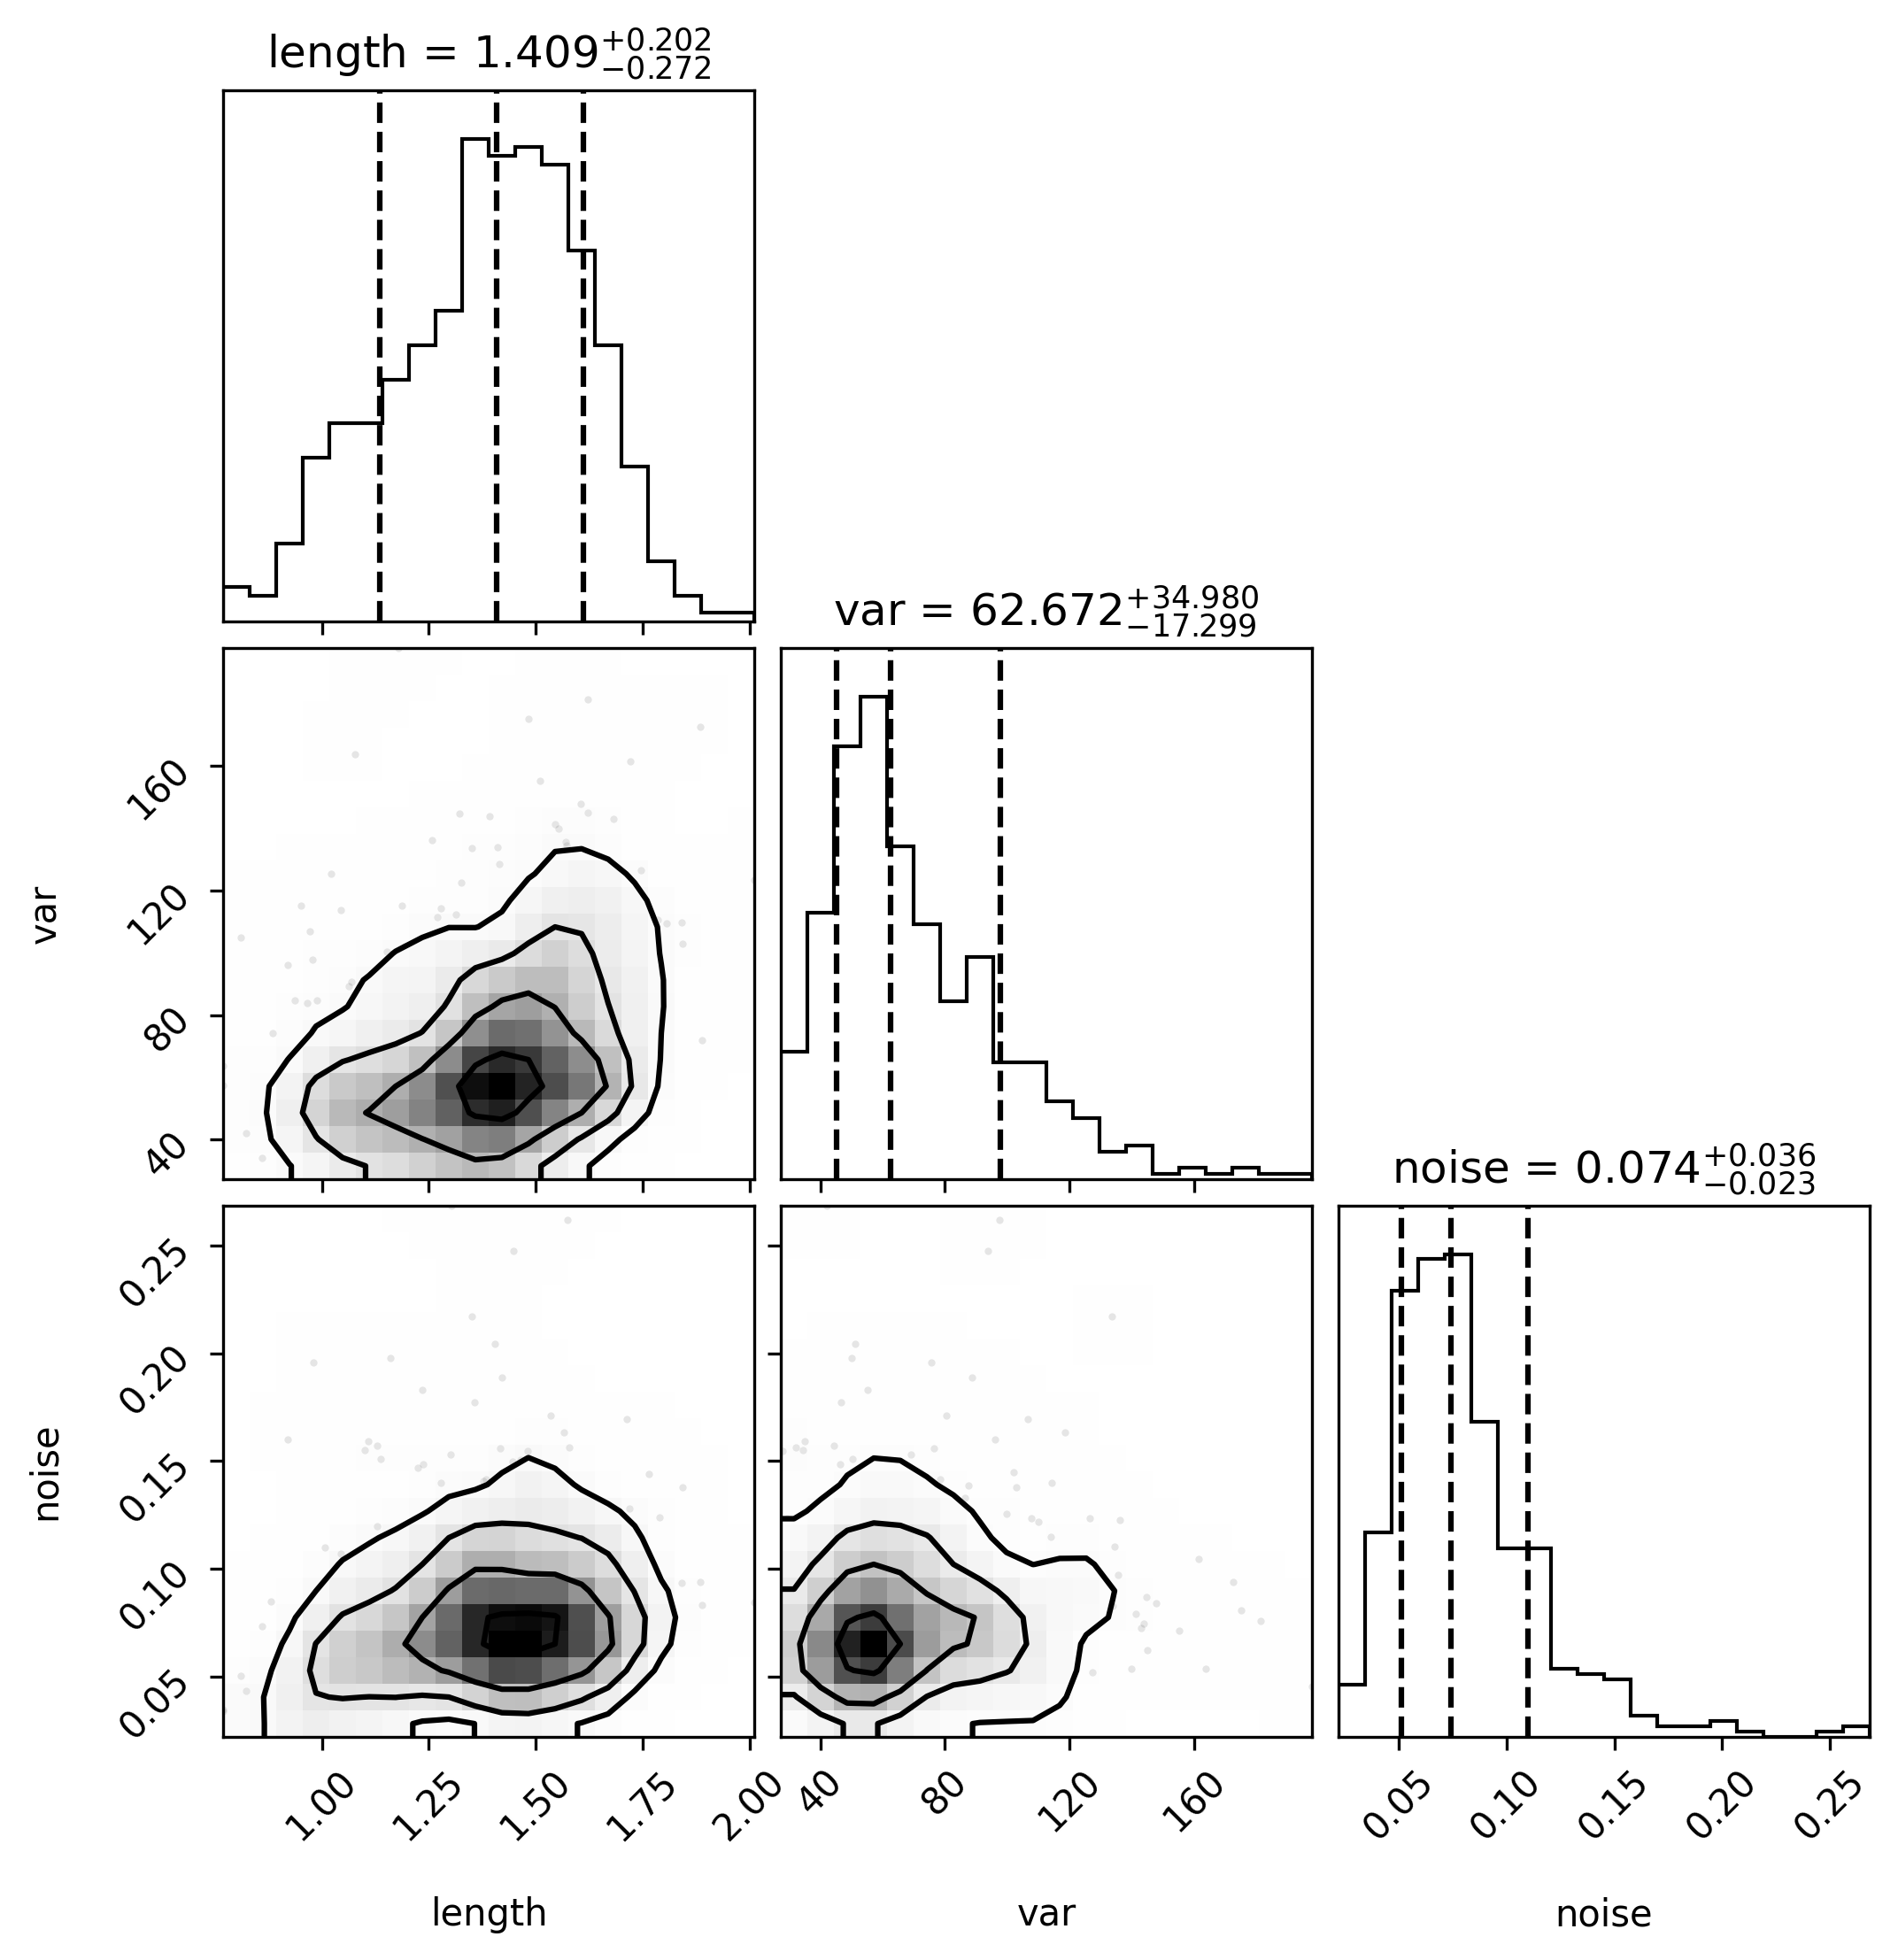 length = 1.409+0.202−0.272
var = 62.672+34.980−17.299
var
160
120
80
40
noise = 0.074+0.036−0.023
noise
0.25
0.20
0.15
0.10
0.05
1.00 1.25 1.50 1.75 2.00 40 80 120 160 0.05 0.10 0.15 0.20 0.25
length var noise